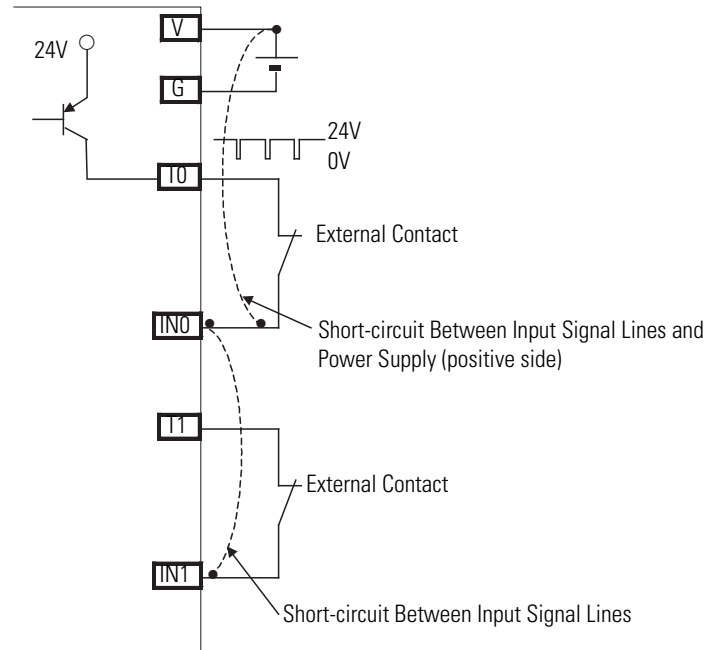 V
24V
G
24V
0V
T0
External Contact
IN0
Short-circuit Between Input Signal Lines and
Power Supply (positive side)
T1
External Contact
IN1
Short-circuit Between Input Signal Lines